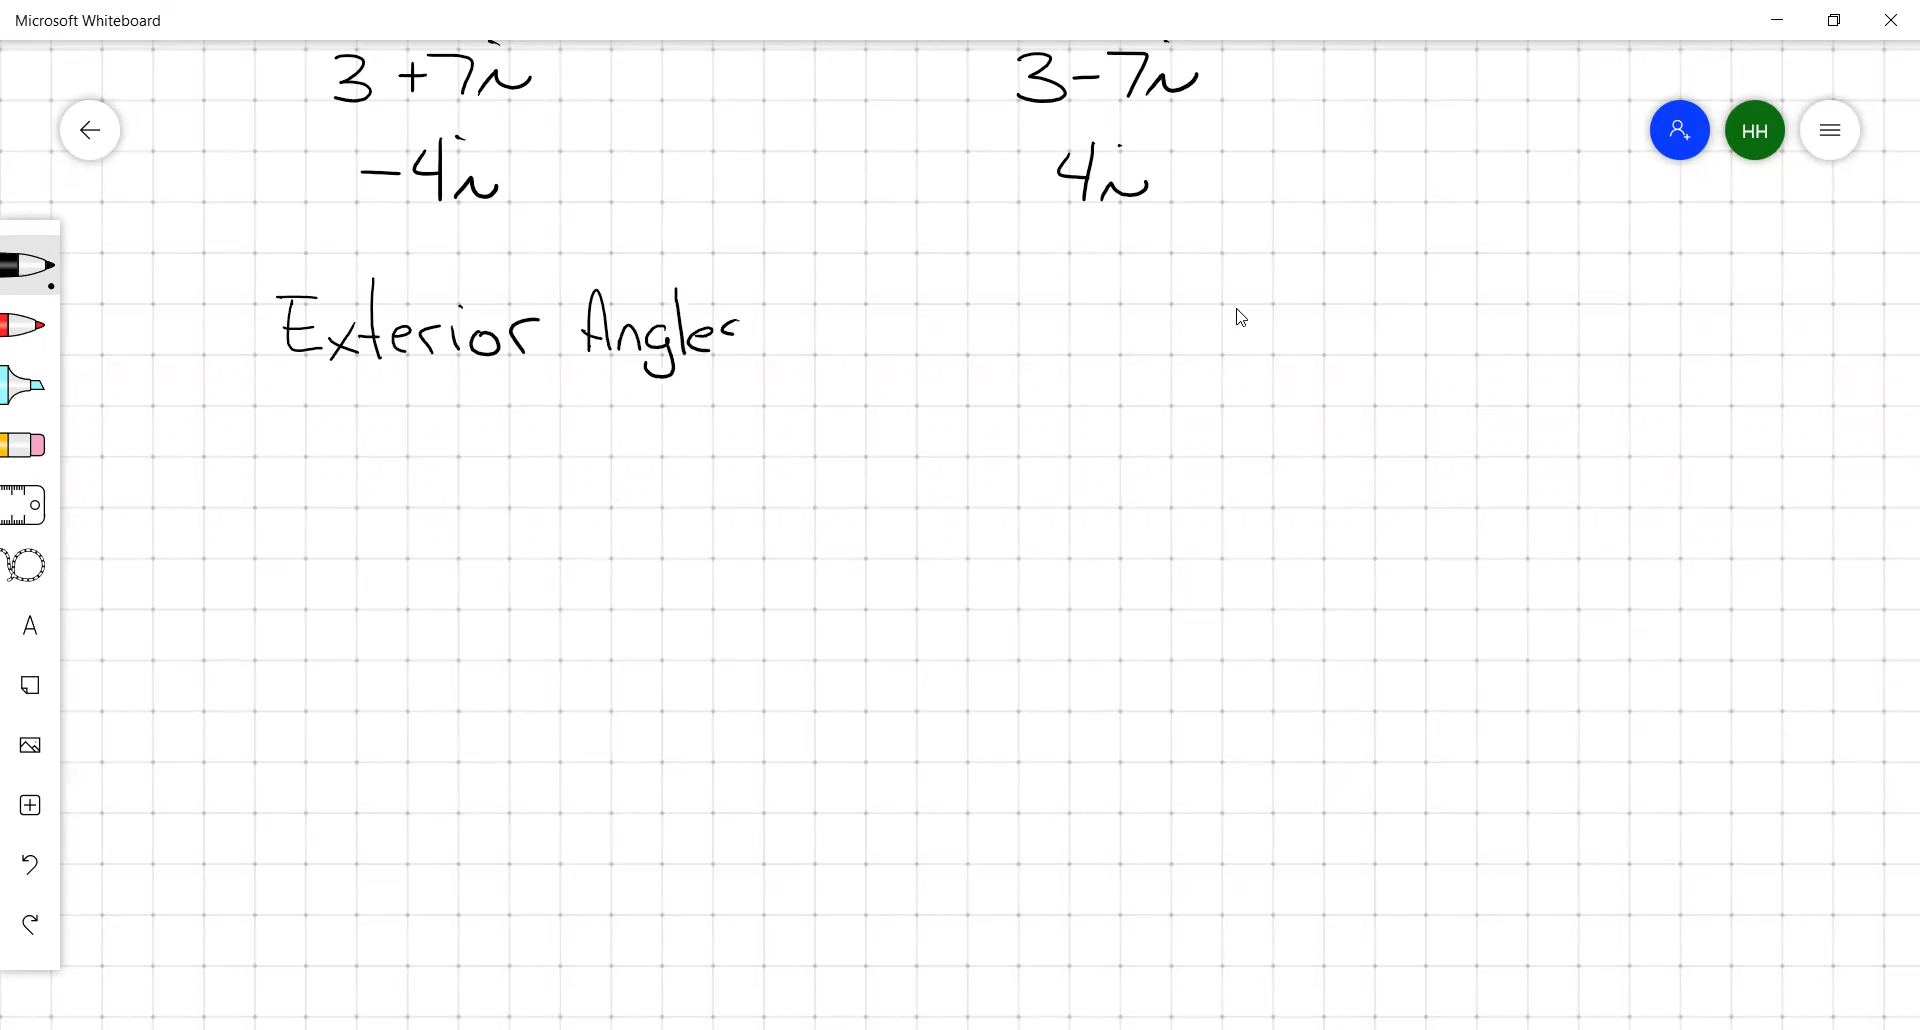 Microsoft Whiteboard
3+7i 3-7i
HH
-4i 4i
Exterior Angles
A